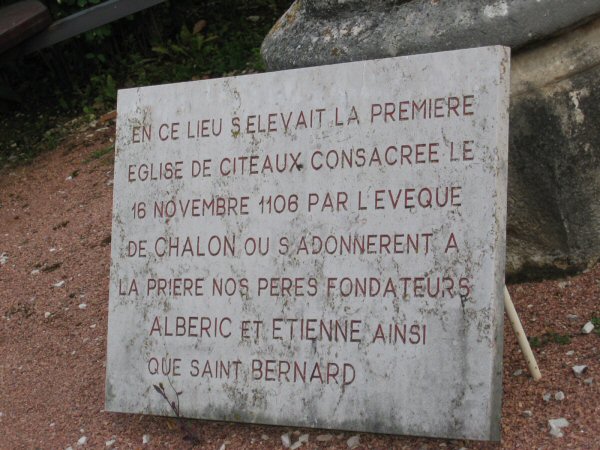 EN CE LIEU S'ELEVAIT LA PREMIERE
EGLISE DE CITEAUX CONSACREE LE
16 NOVEMBRE 1106 PAR L'EVEQUE
DE CHALON OU S'ADONNERENT A
LA PRIERE NOS PERES FONDATEURS
ALBERIC ET ETIENNE AINSI
QUE SAINT BERNARD